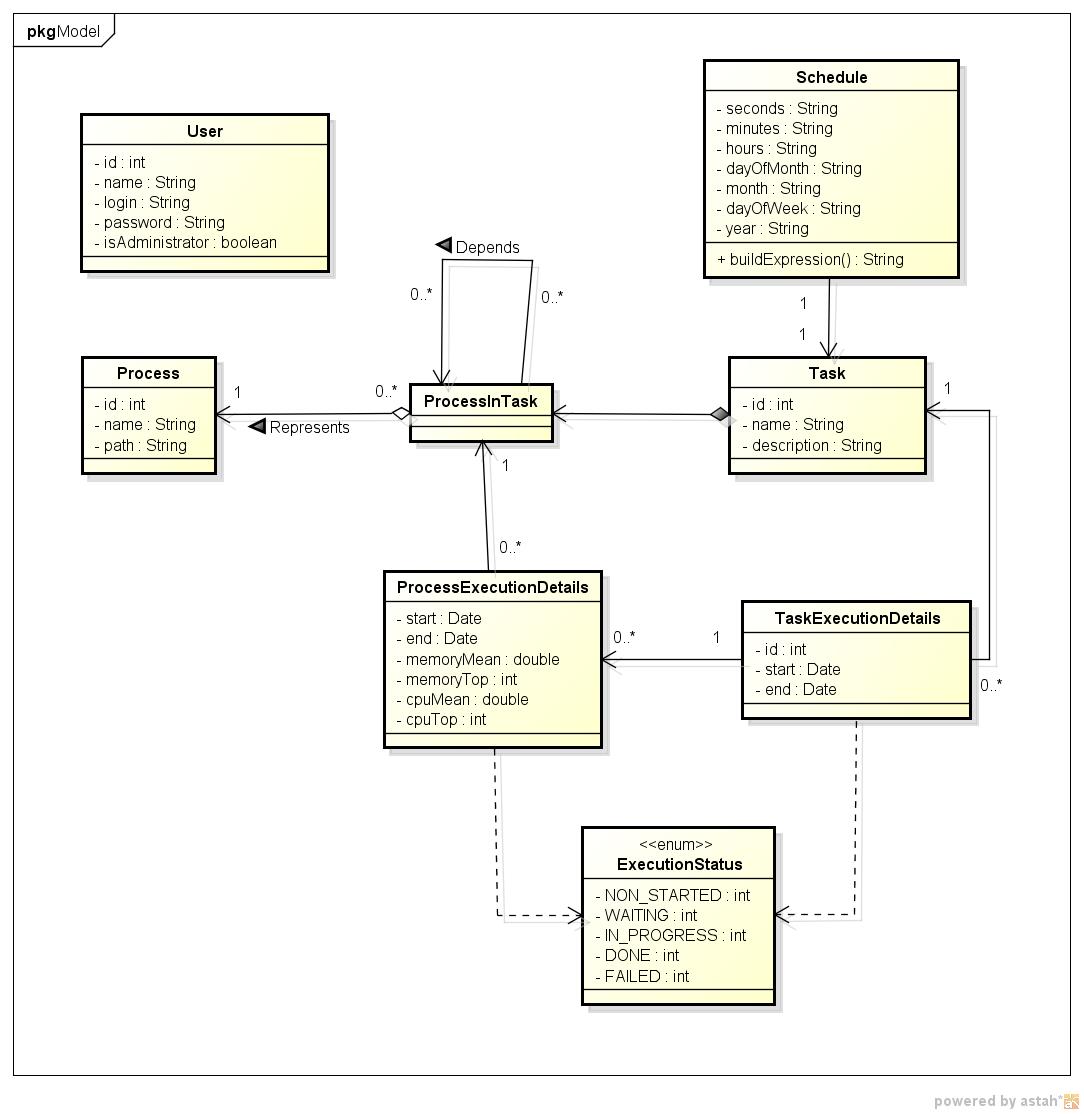 pkg Model
User
- id : int
- name : String
- login : String
- password : String
- isAdministrator : boolean
Schedule
- seconds : String
- minutes : String
- hours : String
- dayOfMonth : String
- month : String
- dayOfWeek : String
- year : String
+ buildExpression() : String
Depends
0..*
0..*
1
1
Process
- id : int
- name : String
- path : String
1
0..*
Represents
ProcessInTask
Task
- id : int
- name : String
- description : String
1
1
0..*
ProcessExecutionDetails
- start : Date
- end : Date
- memoryMean : double
- memoryTop : int
- cpuMean : double
- cpuTop : int
0..*
1
TaskExecutionDetails
- id : int
- start : Date
- end : Date
0..*
<<enum>>
ExecutionStatus
- NON_STARTED : int
- WAITING : int
- IN_PROGRESS : int
- DONE : int
- FAILED : int
powered by astah*